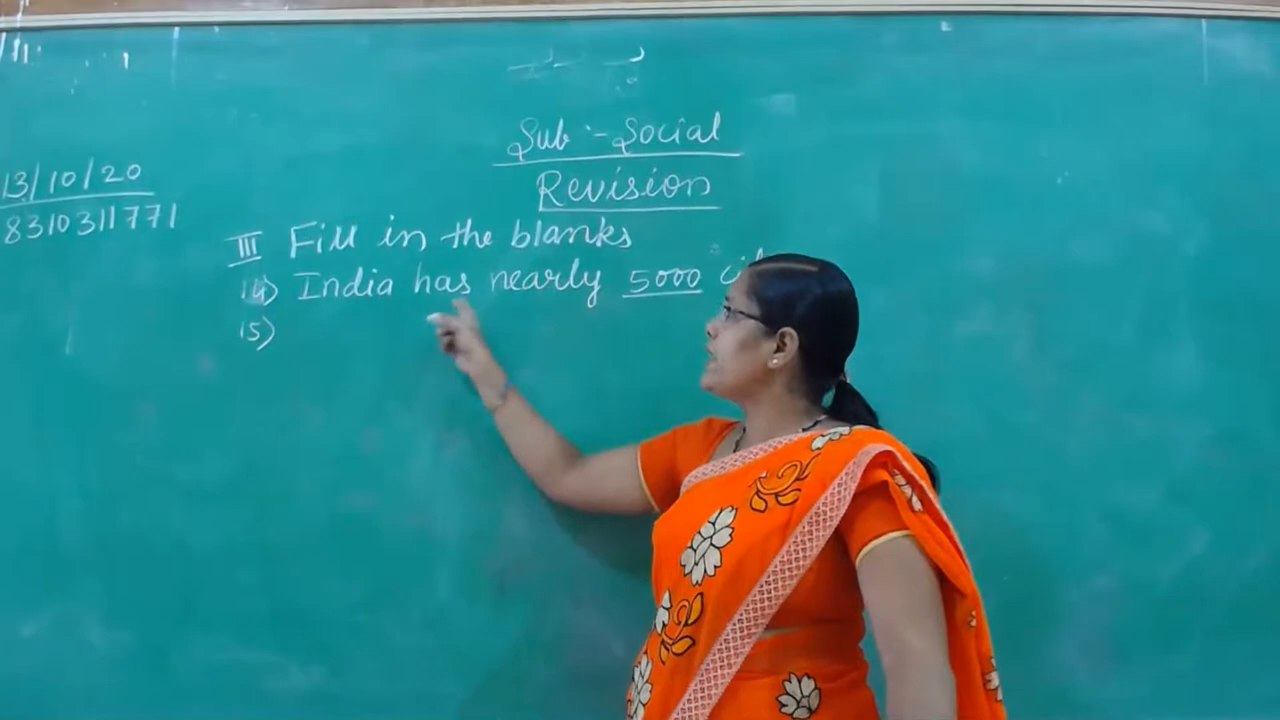 Sub :- Social
Revision
13/10/20
8310311771
III Fill in the blanks
14) India has nearly 5000
15)